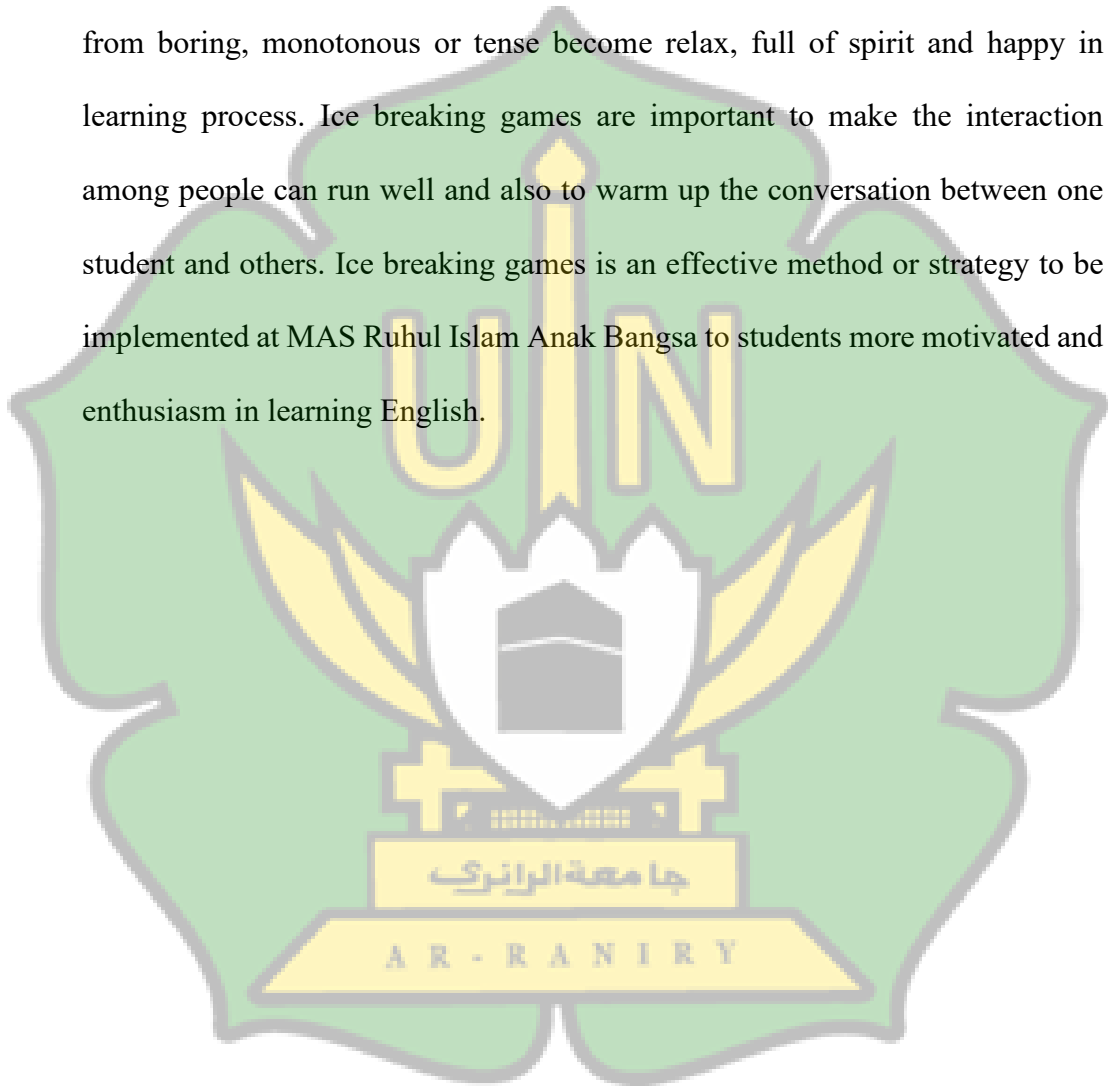 from boring, monotonous or tense become relax, full of spirit and happy in
learning process. Ice breaking games are important to make the interaction
among people can run well and also to warm up the conversation between one
student and others. Ice breaking games is an effective method or strategy to be
implemented at MAS Ruhul Islam Anak Bangsa to students more motivated and
enthusiasm in learning English.
UIN
جامعة الرانري
AR-RANIRY